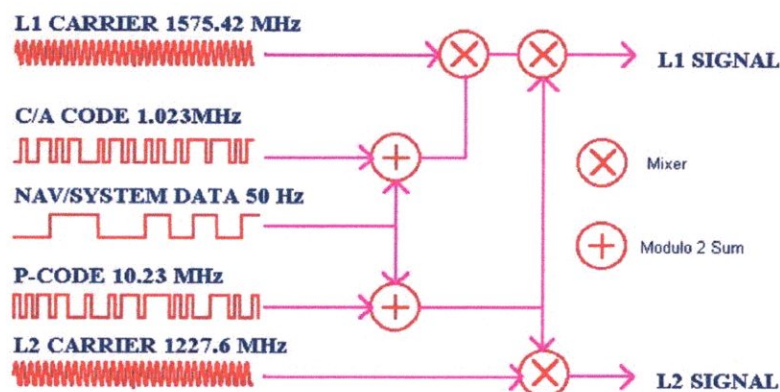 L1 CARRIER 1575.42 MHz
L1 SIGNAL
C/A CODE 1.023MHz
Mixer
NAV/SYSTEM DATA 50 Hz
Modulo 2 Sum
P-CODE 10.23 MHz
L2 CARRIER 1227.6 MHz
L2 SIGNAL